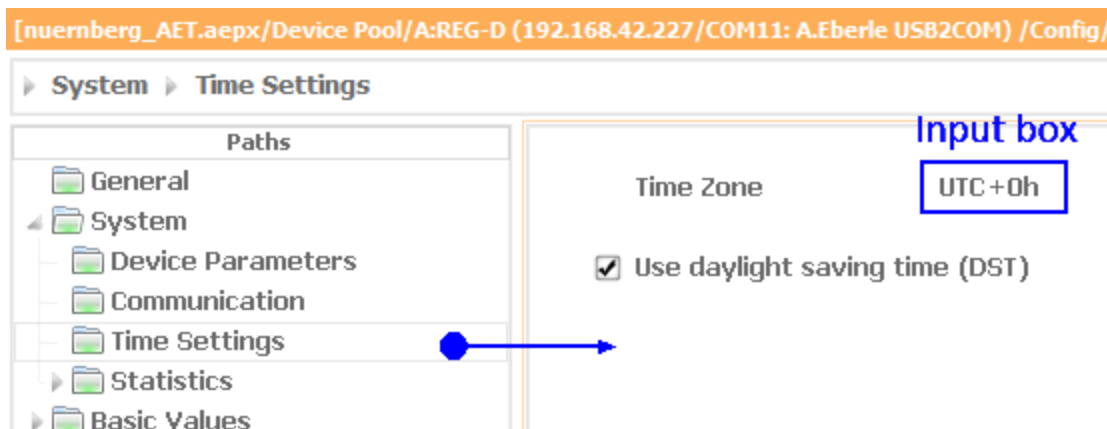 [nuernberg_AET.aepx/Device Pool/A:REG-D (192.168.42.227/COM11: A.Eberle USB2COM) /Config/
System Time Settings
Paths
General
System
Device Parameters
Communication
Time Settings
Statistics
Basic Values
Input box
Time Zone UTC+0h
Use daylight saving time (DST)